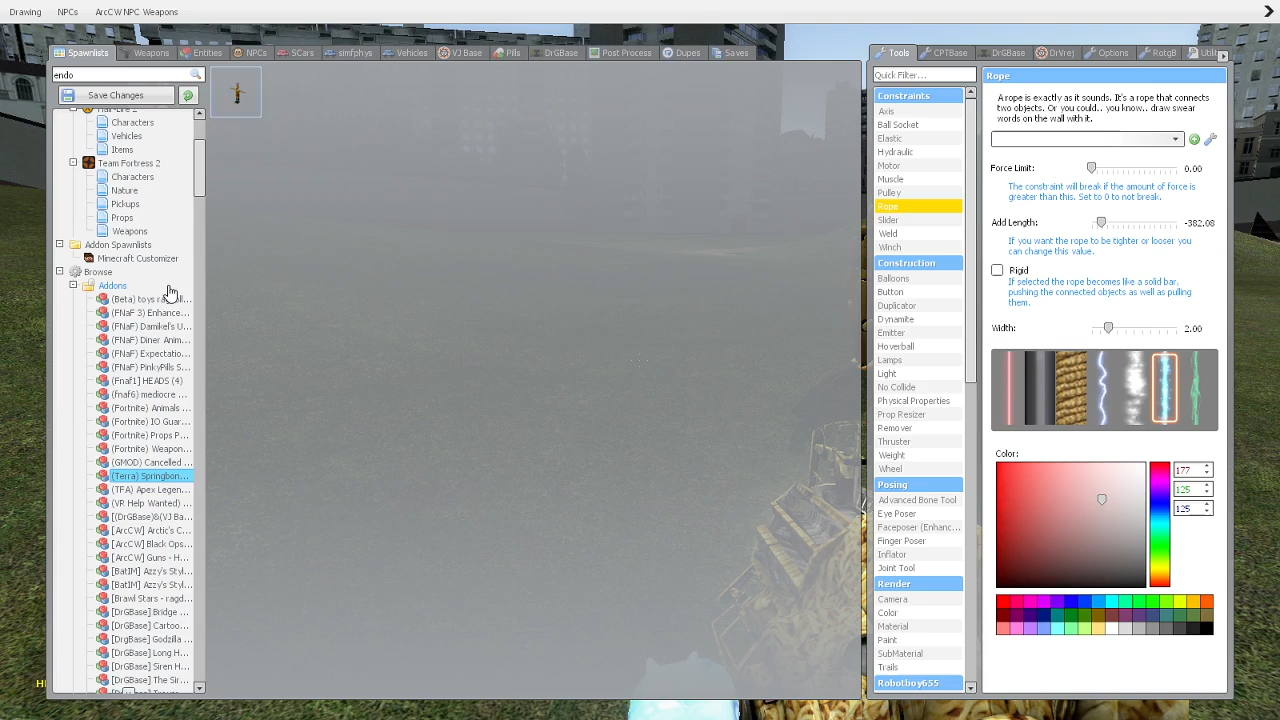 Drawing NPCs ArcCW NPC Weapons
Spawnlists Weapons Entities NPCs SCars simfphys Vehicles VJ Base Pills DrGBase Post Process Dupes Saves
endo
Save Changes
Characters
Vehicles
Items
Team Fortress 2
Characters
Nature
Pickups
Props
Weapons
Addon Spawnlists
Minecraft Customizer
Browse
Addons
(Beta) toys
(FNaF 3) Enhance...
(FNaF) Damikel's U...
(FNaF) Diner Anim...
(FNaF) Expectatio...
(FNaF) PinkyPills S...
(Fnaf1] HEADS (4)
(fnaf6) mediocre ...
(Fortnite) Animals ...
(Fortnite) IO Guar...
(Fortnite) Props P...
(Fortnite) Weapon...
(GMOD) Cancelled ...
(Terra) Springbon...
(TFA) Apex Legen...
(VR Help Wanted) ...
[(DrGBase)&(VJ Ba...
[ArcCW] Arctic's C...
[ArcCW] Black Ops...
[ArcCW] Guns - H...
[BatIM] Azzy's Styl...
[BatIM] Azzy's Styl...
[Brawl Stars - ragd...
[DrGBase] Bridge ...
[DrGBase] Cartoo...
[DrgBase] Godzilla ...
[DrGBase] Long H...
[DrGBase] Siren H...
[DrGBase] The Sir...
Tools CPTBase DrGBase DrVrej Options RotgB Utilit
Quick Filter...
Constraints
Axis
Ball Socket
Elastic
Hydraulic
Motor
Muscle
Pulley
Rope
Slider
Weld
Winch
Construction
Balloons
Button
Duplicator
Dynamite
Emitter
Hoverball
Lamps
Light
No Collide
Physical Properties
Prop Resizer
Remover
Thruster
Weight
Wheel
Posing
Advanced Bone Tool
Eye Poser
Faceposer (Enhanc...
Finger Poser
Inflator
Joint Tool
Render
Camera
Color
Material
Paint
SubMaterial
Trails
Robotboy655
Rope
A rope is exactly as it sounds. It's a rope that connects
two objects. Or you could.. you know.. draw swear
words on the wall with it.
Force Limit: 0.00
The constraint will break if the amount of force is
greater than this. Set to 0 to not break.
Add Length: -382.08
If you want the rope to be tighter or looser you
can change this value.
Rigid
If selected the rope becomes like a solid bar,
pushing the connected objects as well as pulling
them.
Width: 2.00
Color:
177
125
125